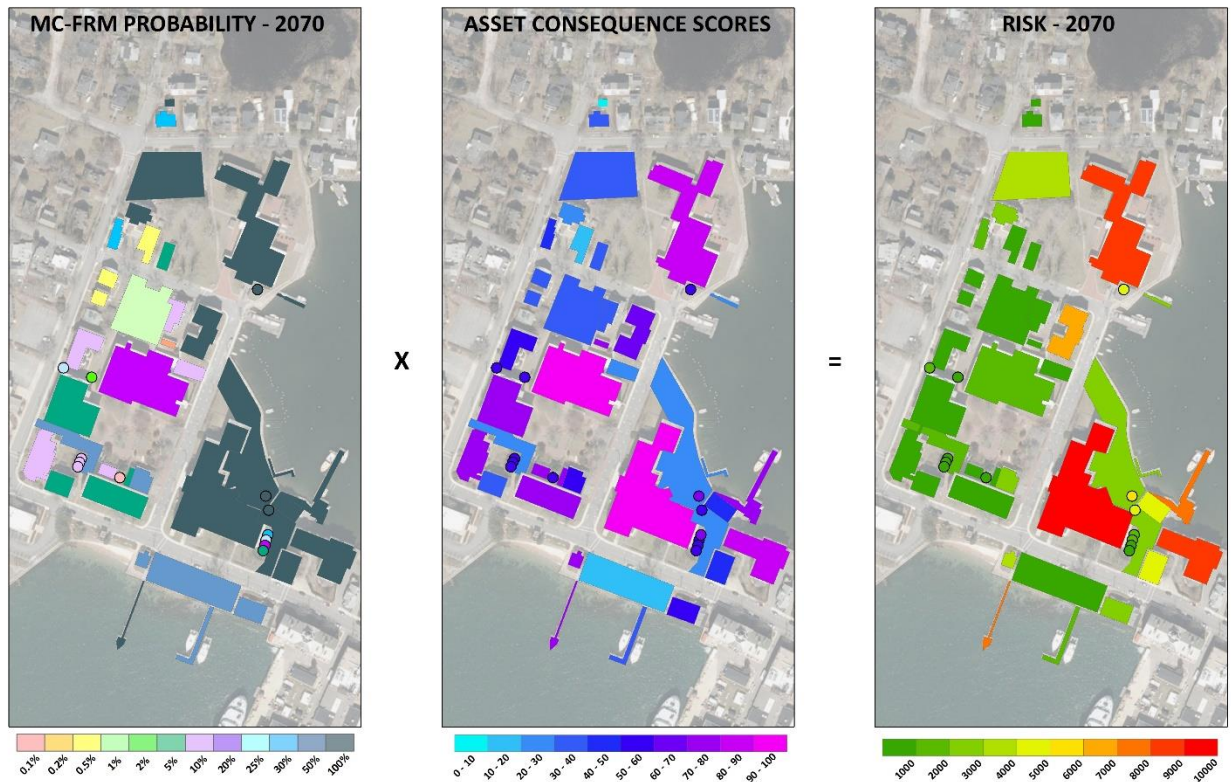 MC-FRM PROBABILITY - 2070
ASSET CONSEQUENCE SCORES
RISK - 2070
X
=
0.1%
0.2%
0.5%
1%
2%
5%
10%
20%
25%
30%
50%
100%
0 - 10
10 - 20
20 - 30
30 - 40
40 - 50
50 - 60
60 - 70
70 - 80
80 - 90
90 - 100
1000
2000
3000
4000
5000
6000
7000
8000
9000
10000